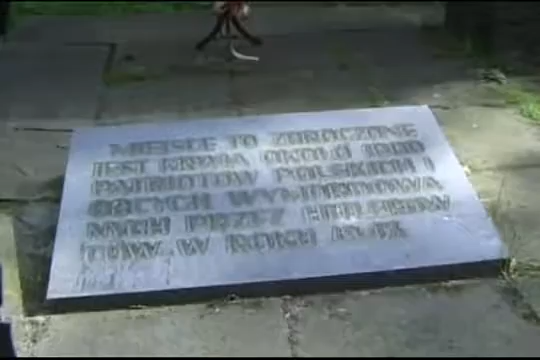 MIEJSCE TO ZBROCZONE
JEST KRWIĄ OKOŁO 1000
PATRIOTÓW POLSKICH I
OBCYCH WYMORDOWA
NYCH PRZEZ HITLEROW
CÓW W ROKU